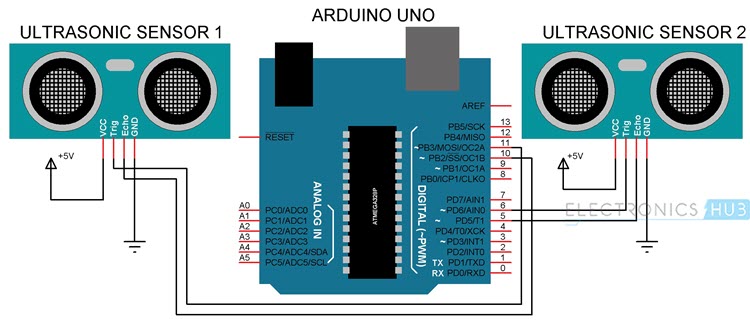 ARDUINO UNO
ULTRASONIC SENSOR 1
ULTRASONIC SENSOR 2
VCC
Trig
Echo
GND
+5V
RESET
AREF
PB5/SCK 13
PB4/MISO 12
~ PB3/MOSI/OC2A 11
~ PB2/SS/OC1B 10
~ PB1/OC1A 9
PB0/ICP1/CLKO 8
PD7/AIN1 7
~ PD6/AIN0 6
~ PD5/T1 5
PD4/T0/XCK 4
~ PD3/INT1 3
PD2/INT0 2
TX PD1/TXD 1
RX PD0/RXD 0
DIGITAL (~PWM)
ATMEGA328P
ANALOG IN
A0 PC0/ADC0
A1 PC1/ADC1
A2 PC2/ADC2
A3 PC3/ADC3
A4 PC4/ADC4/SDA
A5 PC5/ADC5/SCL
VCC
Trig
Echo
GND
+5V
ELECTRONICS HUB